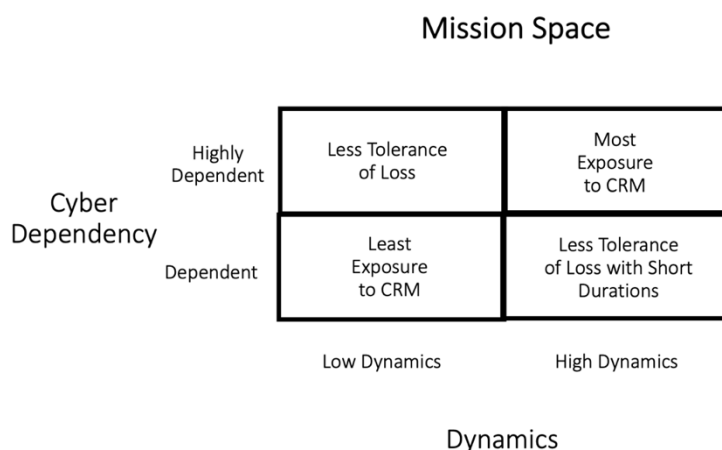 Mission Space
Highly
Dependent
Less Tolerance
of Loss
Most
Exposure
to CRM
Cyber
Dependency
Dependent
Least
Exposure
to CRM
Less Tolerance
of Loss with Short
Durations
Low Dynamics
High Dynamics
Dynamics